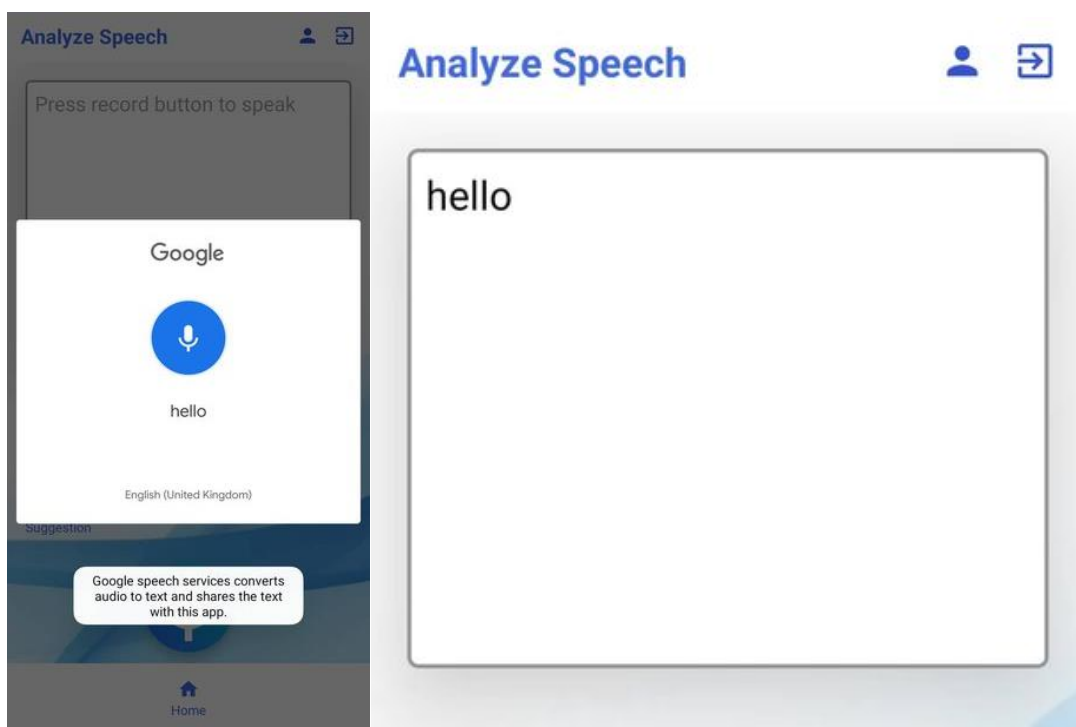 Analyze Speech
Press record button to speak
Google
hello
English (United Kingdom)
Suggestion
Google speech services converts
audio to text and shares the text
with this app.
Home
Analyze Speech
hello